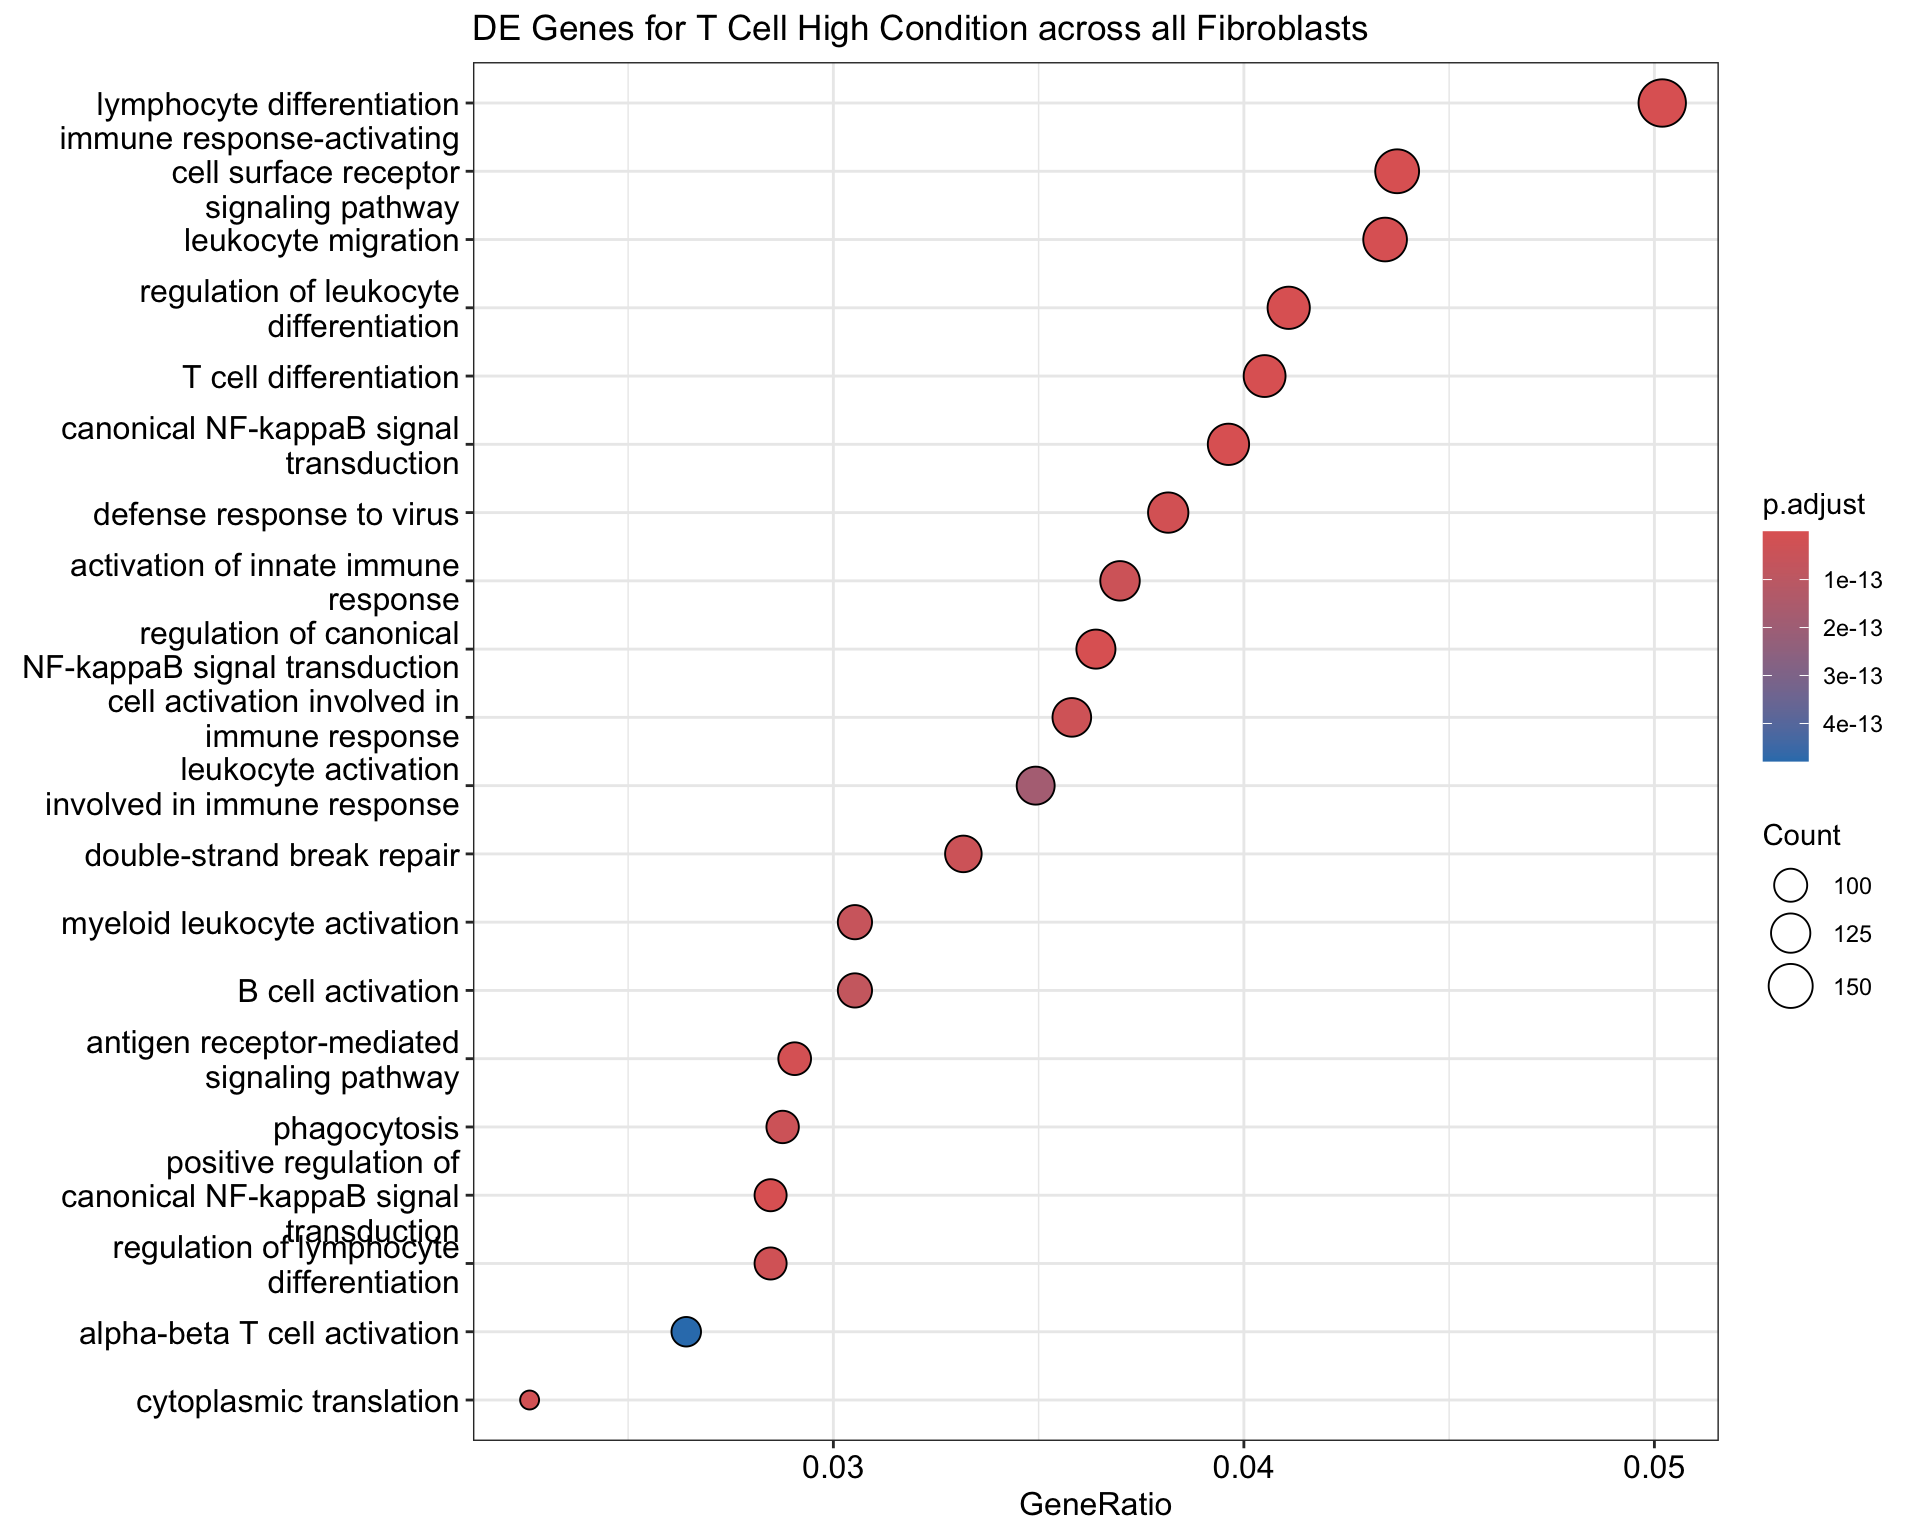 DE Genes for T Cell High Condition across all Fibroblasts
lymphocyte differentiation
immune response-activating
cell surface receptor
signaling pathway
leukocyte migration
regulation of leukocyte
differentiation
T cell differentiation
canonical NF-kappaB signal
transduction
defense response to virus
activation of innate immune
response
regulation of canonical
NF-kappaB signal transduction
cell activation involved in
immune response
leukocyte activation
involved in immune response
double-strand break repair
myeloid leukocyte activation
B cell activation
antigen receptor-mediated
signaling pathway
phagocytosis
positive regulation of
canonical NF-kappaB signal
transduction
regulation of lymphocyte
differentiation
alpha-beta T cell activation
cytoplasmic translation
0.03
0.04
0.05
GeneRatio
p.adjust
1e-13
2e-13
3e-13
4e-13
Count
100
125
150